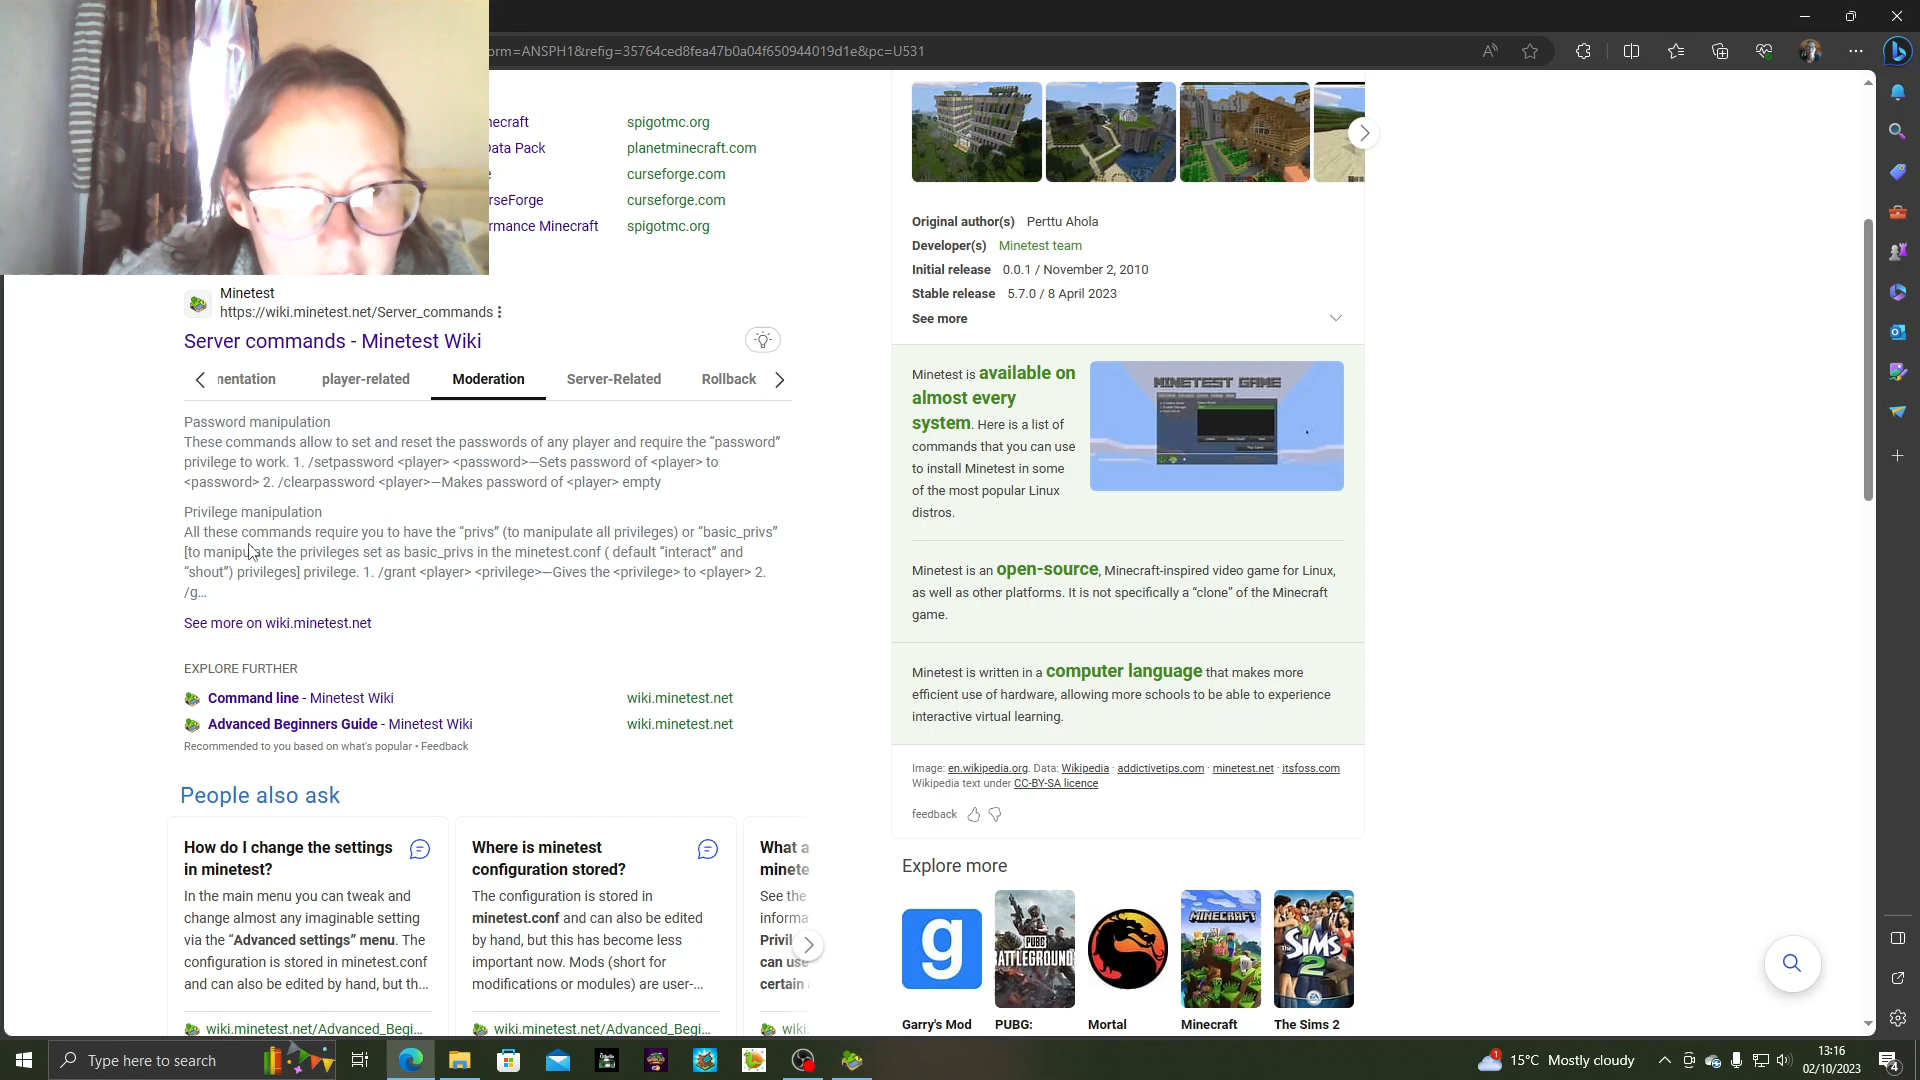 orm=ANSPH1&refig=35764ced8fea47b0a04f650944019d1e&pc=U531
necraft spigotmc.org
Data Pack planetminecraft.com
curseforge.com
rseForge curseforge.com
rmance Minecraft spigotmc.org
Minetest
https://wiki.minetest.net/Server_commands
Server commands - Minetest Wiki
nentation player-related Moderation Server-Related Rollback
Password manipulation
These commands allow to set and reset the passwords of any player and require the “password”
privilege to work. 1. /setpassword <player> <password>—Sets password of <player> to
<password> 2. /clearpassword <player>—Makes password of <player> empty
Privilege manipulation
All these commands require you to have the “privs” (to manipulate all privileges) or “basic_privs”
[to manipulate the privileges set as basic_privs in the minetest.conf ( default “interact” and
“shout”) privileges] privilege. 1. /grant <player> <privilege>—Gives the <privilege> to <player> 2.
/g...
See more on wiki.minetest.net
EXPLORE FURTHER
Command line - Minetest Wiki wiki.minetest.net
Advanced Beginners Guide - Minetest Wiki wiki.minetest.net
Recommended to you based on what's popular • Feedback
People also ask
How do I change the settings
in minetest?
In the main menu you can tweak and
change almost any imaginable setting
via the “Advanced settings” menu. The
configuration is stored in minetest.conf
and can also be edited by hand, but th...
wiki.minetest.net/Advanced_Begi...
Where is minetest
configuration stored?
The configuration is stored in
minetest.conf and can also be edited
by hand, but this has become less
important now. Mods (short for
modifications or modules) are user-...
wiki.minetest.net/Advanced_Begi...
What a
minete
See the
informa
Privil
can use
certain
wiki.
Original author(s) Perttu Ahola
Developer(s) Minetest team
Initial release 0.0.1 / November 2, 2010
Stable release 5.7.0 / 8 April 2023
See more
Minetest is available on
almost every
system. Here is a list of
commands that you can use
to install Minetest in some
of the most popular Linux
distros.
MINETEST GAME
Minetest is an open-source, Minecraft-inspired video game for Linux,
as well as other platforms. It is not specifically a “clone” of the Minecraft
game.
Minetest is written in a computer language that makes more
efficient use of hardware, allowing more schools to be able to experience
interactive virtual learning.
Image: en.wikipedia.org. Data: Wikipedia · addictivetips.com · minetest.net · itsfoss.com
Wikipedia text under CC-BY-SA licence
feedback
Explore more
g
PUBG
BATTLEGROUNDS
MINECRAFT
The SIMS 2
Garry's Mod PUBG: Mortal Minecraft The Sims 2
Type here to search
1
15°C Mostly cloudy
13:16
02/10/2023
4